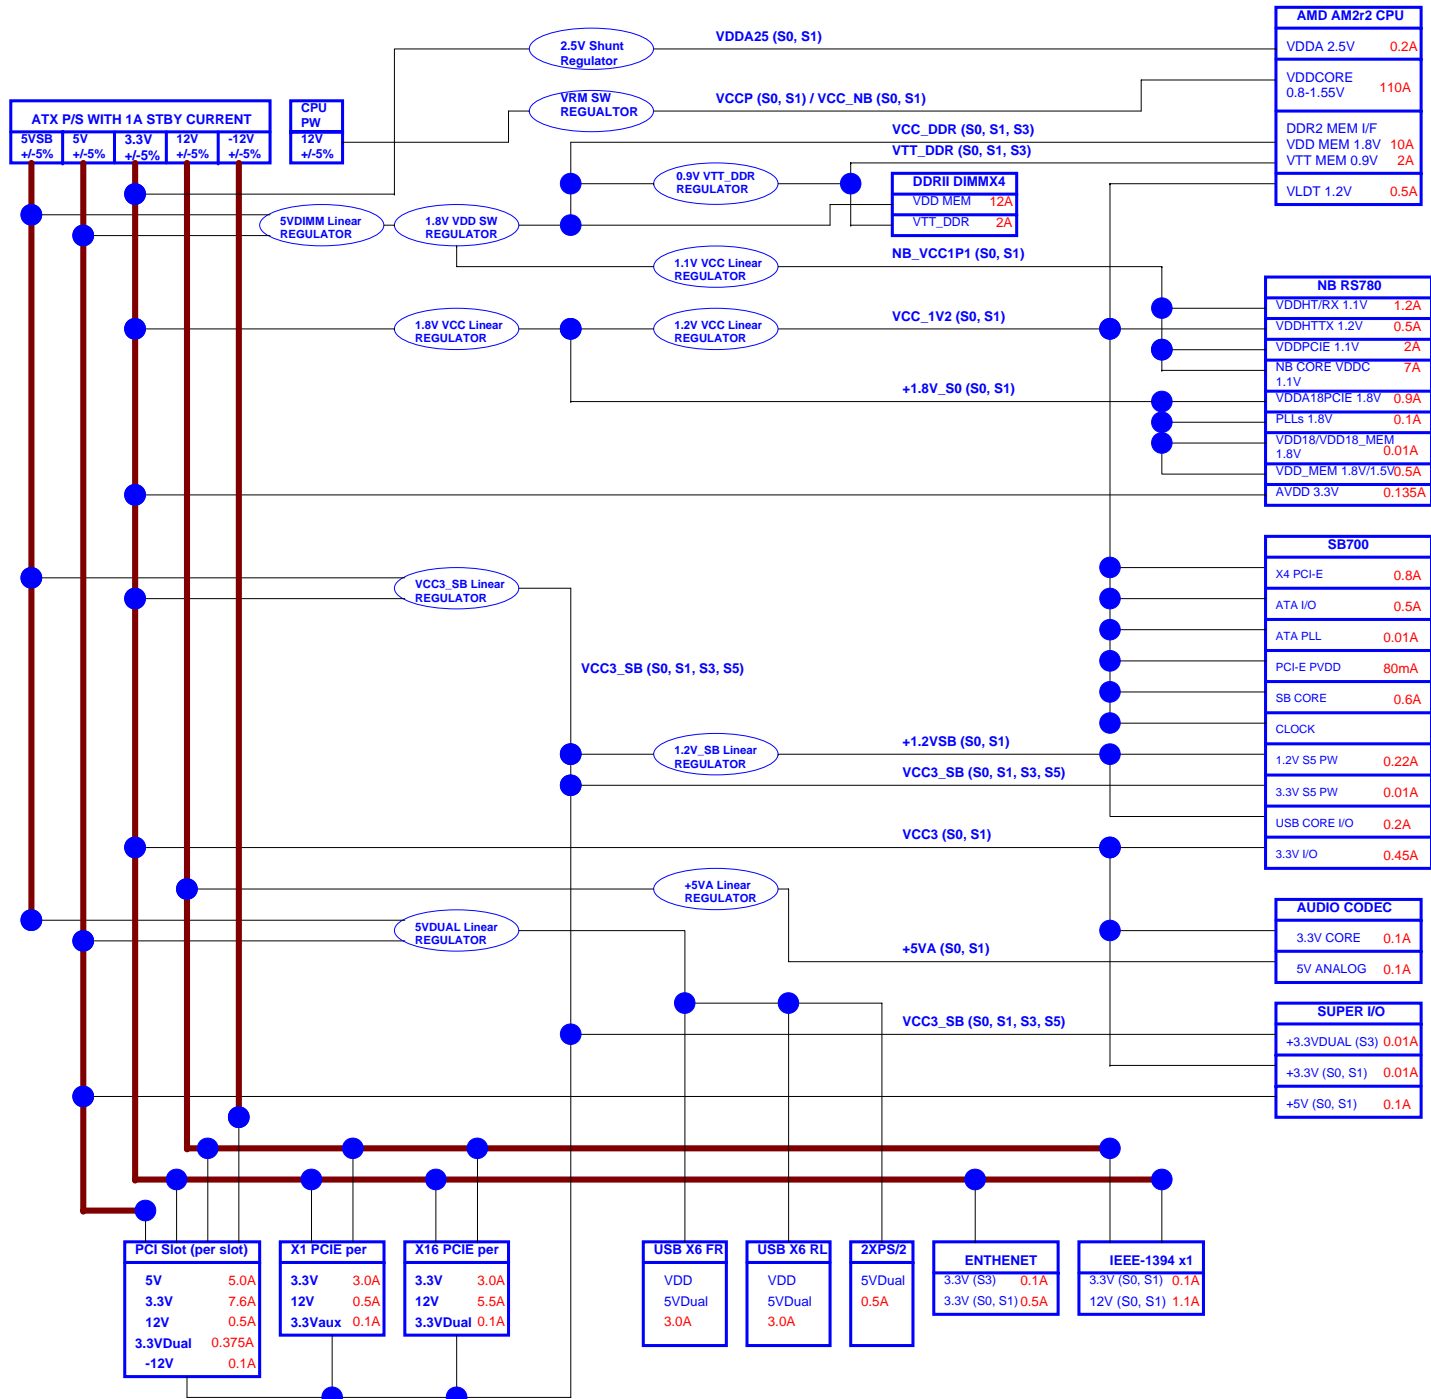 AMD AM2r2 CPU
VDDA 2.5V 0.2A
VDDCORE
0.8-1.55V 110A
DDR2 MEM I/F
VDD MEM 1.8V 10A
VTT MEM 0.9V 2A
VLDT 1.2V 0.5A
2.5V Shunt
Regulator
VDDA25 (S0, S1)
VRM SW
REGUALTOR
VCCP (S0, S1) / VCC_NB (S0, S1)
ATX P/S WITH 1A STBY CURRENT
5VSB
+/-5%
5V
+/-5%
3.3V
+/-5%
12V
+/-5%
-12V
+/-5%
CPU
PW
12V
+/-5%
VCC_DDR (S0, S1, S3)
VTT_DDR (S0, S1, S3)
0.9V VTT_DDR
REGULATOR
DDRII DIMMX4
VDD MEM 12A
VTT_DDR 2A
5VDIMM Linear
REGULATOR
1.8V VDD SW
REGULATOR
1.1V VCC Linear
REGULATOR
NB_VCC1P1 (S0, S1)
1.8V VCC Linear
REGULATOR
1.2V VCC Linear
REGULATOR
VCC_1V2 (S0, S1)
+1.8V_S0 (S0, S1)
NB RS780
VDDHT/RX 1.1V 1.2A
VDDHTTX 1.2V 0.5A
VDDPCIE 1.1V 2A
NB CORE VDDC 7A
1.1V
VDDA18PCIE 1.8V 0.9A
PLLs 1.8V 0.1A
VDD18/VDD18_MEM
1.8V 0.01A
VDD_MEM 1.8V/1.5V 0.5A
AVDD 3.3V 0.135A
VCC3_SB Linear
REGULATOR
VCC3_SB (S0, S1, S3, S5)
SB700
X4 PCI-E 0.8A
ATA I/O 0.5A
ATA PLL 0.01A
PCI-E PVDD 80mA
SB CORE 0.6A
CLOCK
1.2V S5 PW 0.22A
3.3V S5 PW 0.01A
USB CORE I/O 0.2A
3.3V I/O 0.45A
1.2V_SB Linear
REGULATOR
+1.2VSB (S0, S1)
VCC3_SB (S0, S1, S3, S5)
VCC3 (S0, S1)
+5VA Linear
REGULATOR
5VDUAL Linear
REGULATOR
+5VA (S0, S1)
AUDIO CODEC
3.3V CORE 0.1A
5V ANALOG 0.1A
VCC3_SB (S0, S1, S3, S5)
SUPER I/O
+3.3VDUAL (S3) 0.01A
+3.3V (S0, S1) 0.01A
+5V (S0, S1) 0.1A
PCI Slot (per slot)
5V 5.0A
3.3V 7.6A
12V 0.5A
3.3VDual 0.375A
-12V 0.1A
X1 PCIE per
3.3V 3.0A
12V 0.5A
3.3Vaux 0.1A
X16 PCIE per
3.3V 3.0A
12V 5.5A
3.3VDual 0.1A
USB X6 FR
VDD
5VDual
3.0A
USB X6 RL
VDD
5VDual
3.0A
2XPS/2
5VDual
0.5A
ENTHENET
3.3V (S3) 0.1A
3.3V (S0, S1) 0.5A
IEEE-1394 x1
3.3V (S0, S1) 0.1A
12V (S0, S1) 1.1A